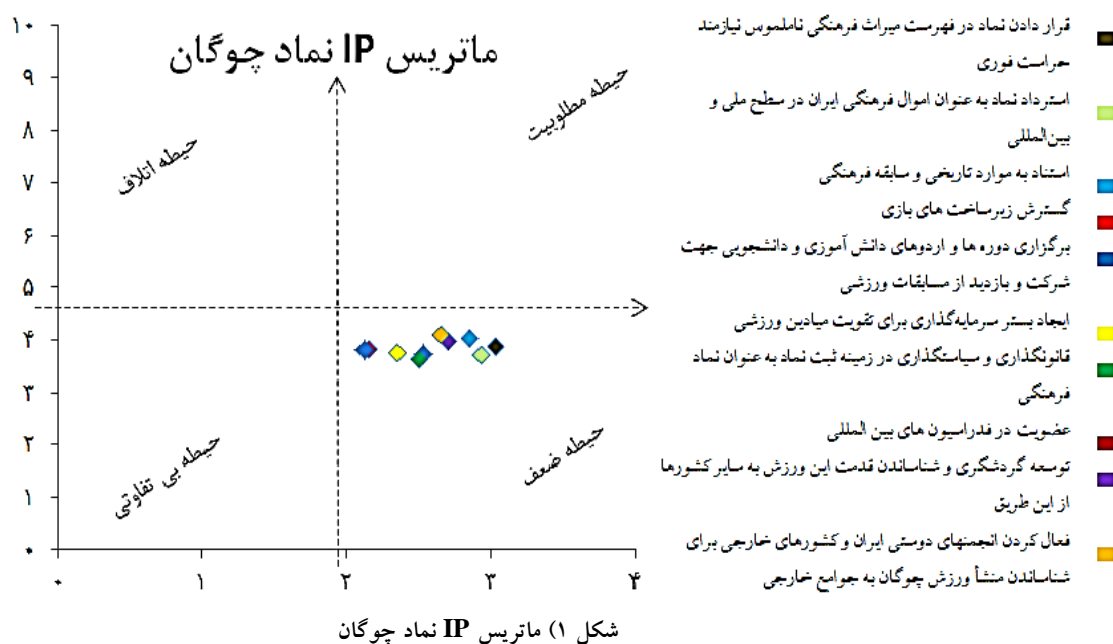 ماتریس IP نماد چوگان
۱۰
۹
۸
۷
۶
۵
۴
۳
۲
۱
۰
۰
۱
۲
۳
۴
حیطه مطلوبیت
حیطه اتلاف
حیطه بی تفاوتی
حیطه ضعف
قرار دادن نماد در فهرست میراث فرهنگی ناملموس نیازمند
حراست فوری
استرداد نماد به عنوان اموال فرهنگی ایران در سطح ملی و
بین‌المللی
استناد به موارد تاریخی و سابقه فرهنگی
گسترش زیرساخت های بازی
برگزاری دوره ها و اردوهای دانش آموزی و دانشجویی جهت
شرکت و بازدید از مسابقات ورزشی
ایجاد بستر سرمایه‌گذاری برای تقویت میادین ورزشی
قانونگذاری و سیاستگذاری در زمینه ثبت نماد به عنوان نماد
فرهنگی
عضویت در فدراسیون های بین المللی
توسعه گردشگری و شناساندن قدمت این ورزش به سایر کشورها
از این طریق
فعال کردن انجمنهای دوستی ایران و کشورهای خارجی برای
شناساندن منشأ ورزش چوگان به جوامع خارجی
شکل ۱) ماتریس IP نماد چوگان